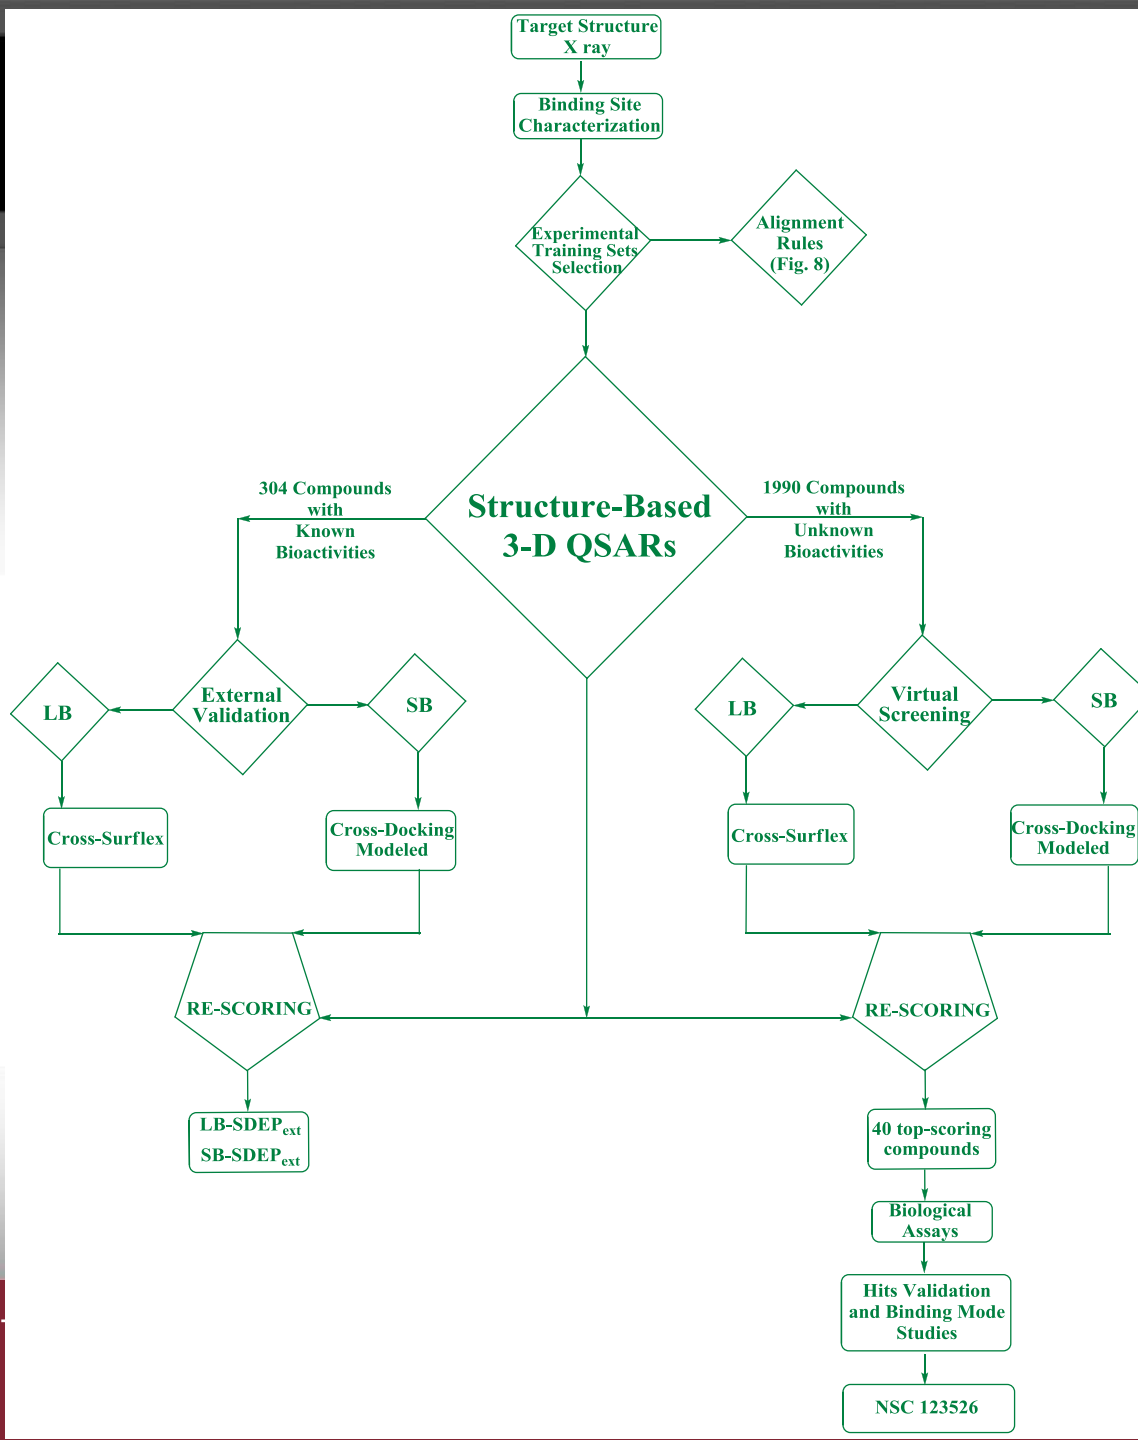 Target Structure
X ray
Binding Site
Characterization
Experimental
Training Sets
Selection
Alignment
Rules
(Fig. 8)
Structure-Based
3-D QSARs
304 Compounds
with
Known
Bioactivities
1990 Compounds
with
Unknown
Bioactivities
LB
External
Validation
SB
LB
Virtual
Screening
SB
Cross-Surflex
Cross-Docking
Modeled
Cross-Surflex
Cross-Docking
Modeled
RE-SCORING
RE-SCORING
LB-SDEPext
SB-SDEPext
40 top-scoring
compounds
Biological
Assays
Hits Validation
and Binding Mode
Studies
NSC 123526